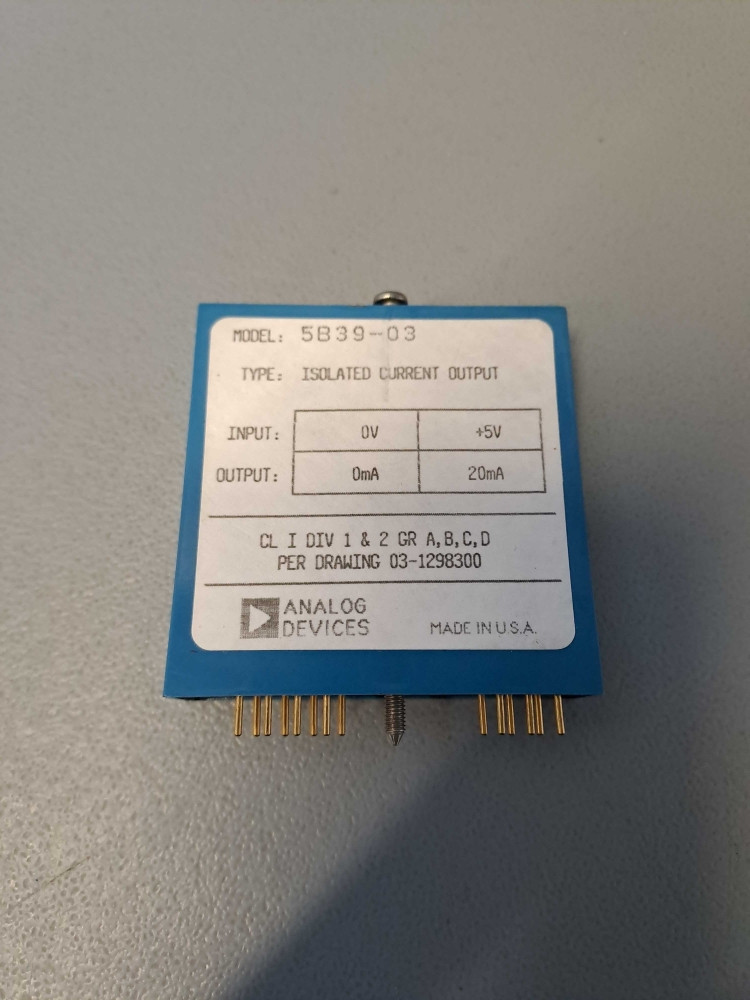 MODEL: 5B39-03
TYPE: ISOLATED CURRENT OUTPUT
INPUT: 0V +5V
OUTPUT: 0mA 20mA
CL I DIV 1 & 2 GR A,B,C,D
PER DRAWING 03-1298300
ANALOG
DEVICES
MADE IN U.S.A.